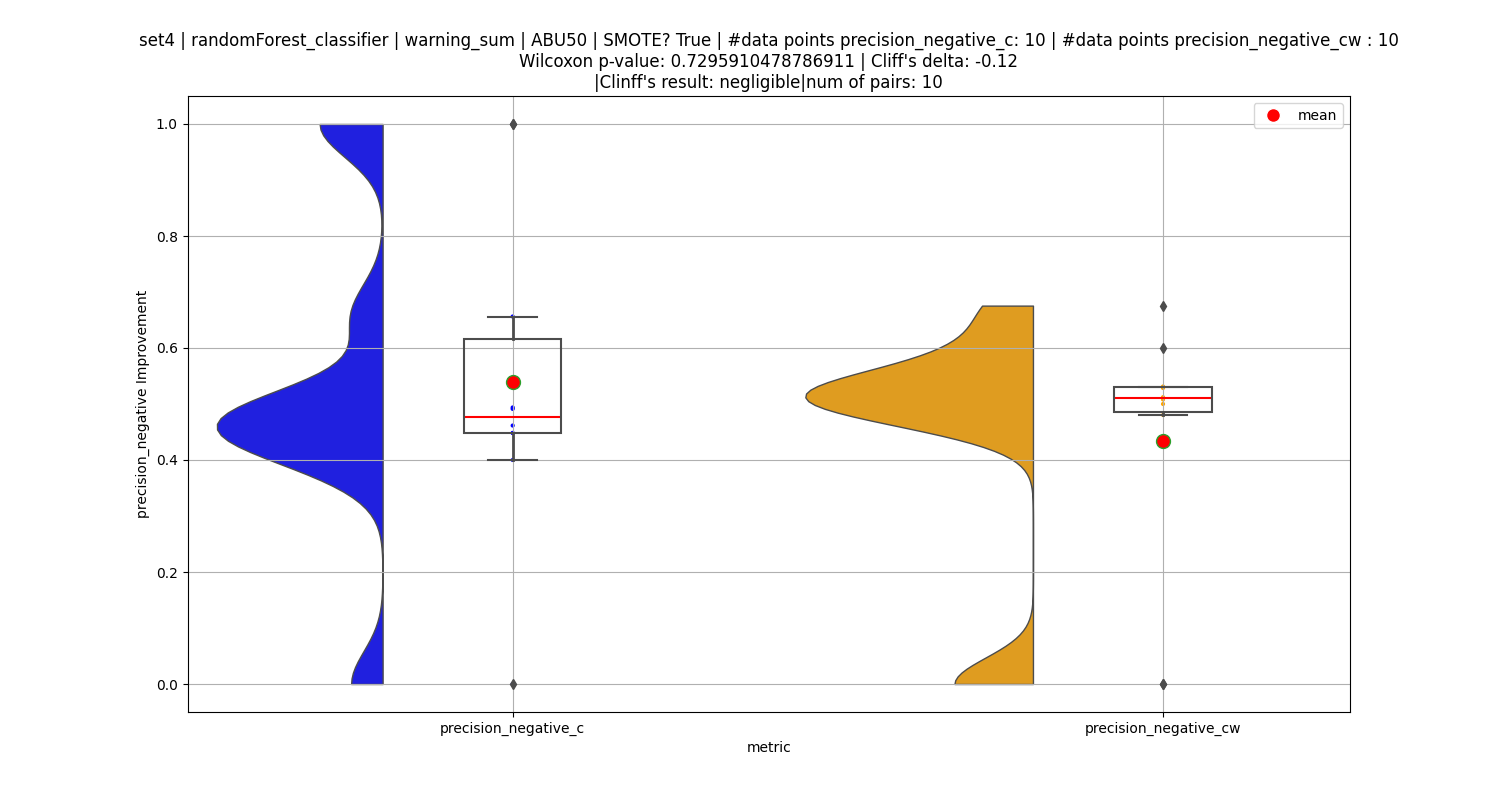 set4 | randomForest_classifier | warning_sum | ABU50 | SMOTE? True | #data points precision_negative_c: 10 | #data points precision_negative_cw : 10
Wilcoxon p-value: 0.7295910478786911 | Cliff's delta: -0.12
|Clinff's result: negligible|num of pairs: 10
mean
1.0
0.8
0.6
0.4
0.2
0.0
precision_negative Improvement
precision_negative_c
precision_negative_cw
metric